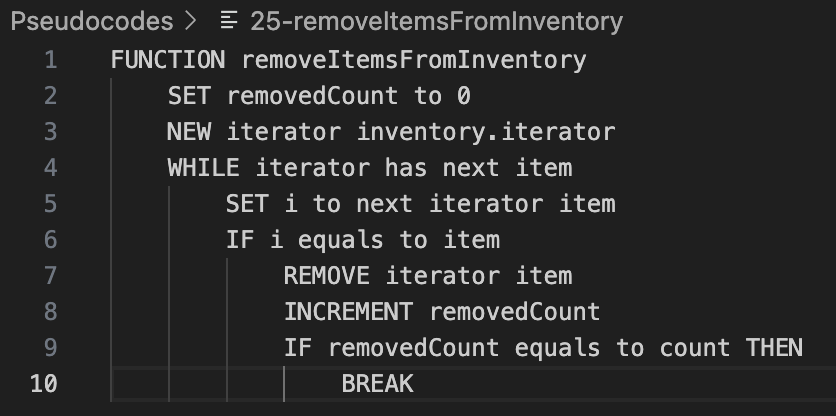 Pseudocodes > 25-removeItemsFromInventory
1 FUNCTION removeItemsFromInventory
2 SET removedCount to 0
3 NEW iterator inventory.iterator
4 WHILE iterator has next item
5 SET i to next iterator item
6 IF i equals to item
7 REMOVE iterator item
8 INCREMENT removedCount
9 IF removedCount equals to count THEN
10 BREAK